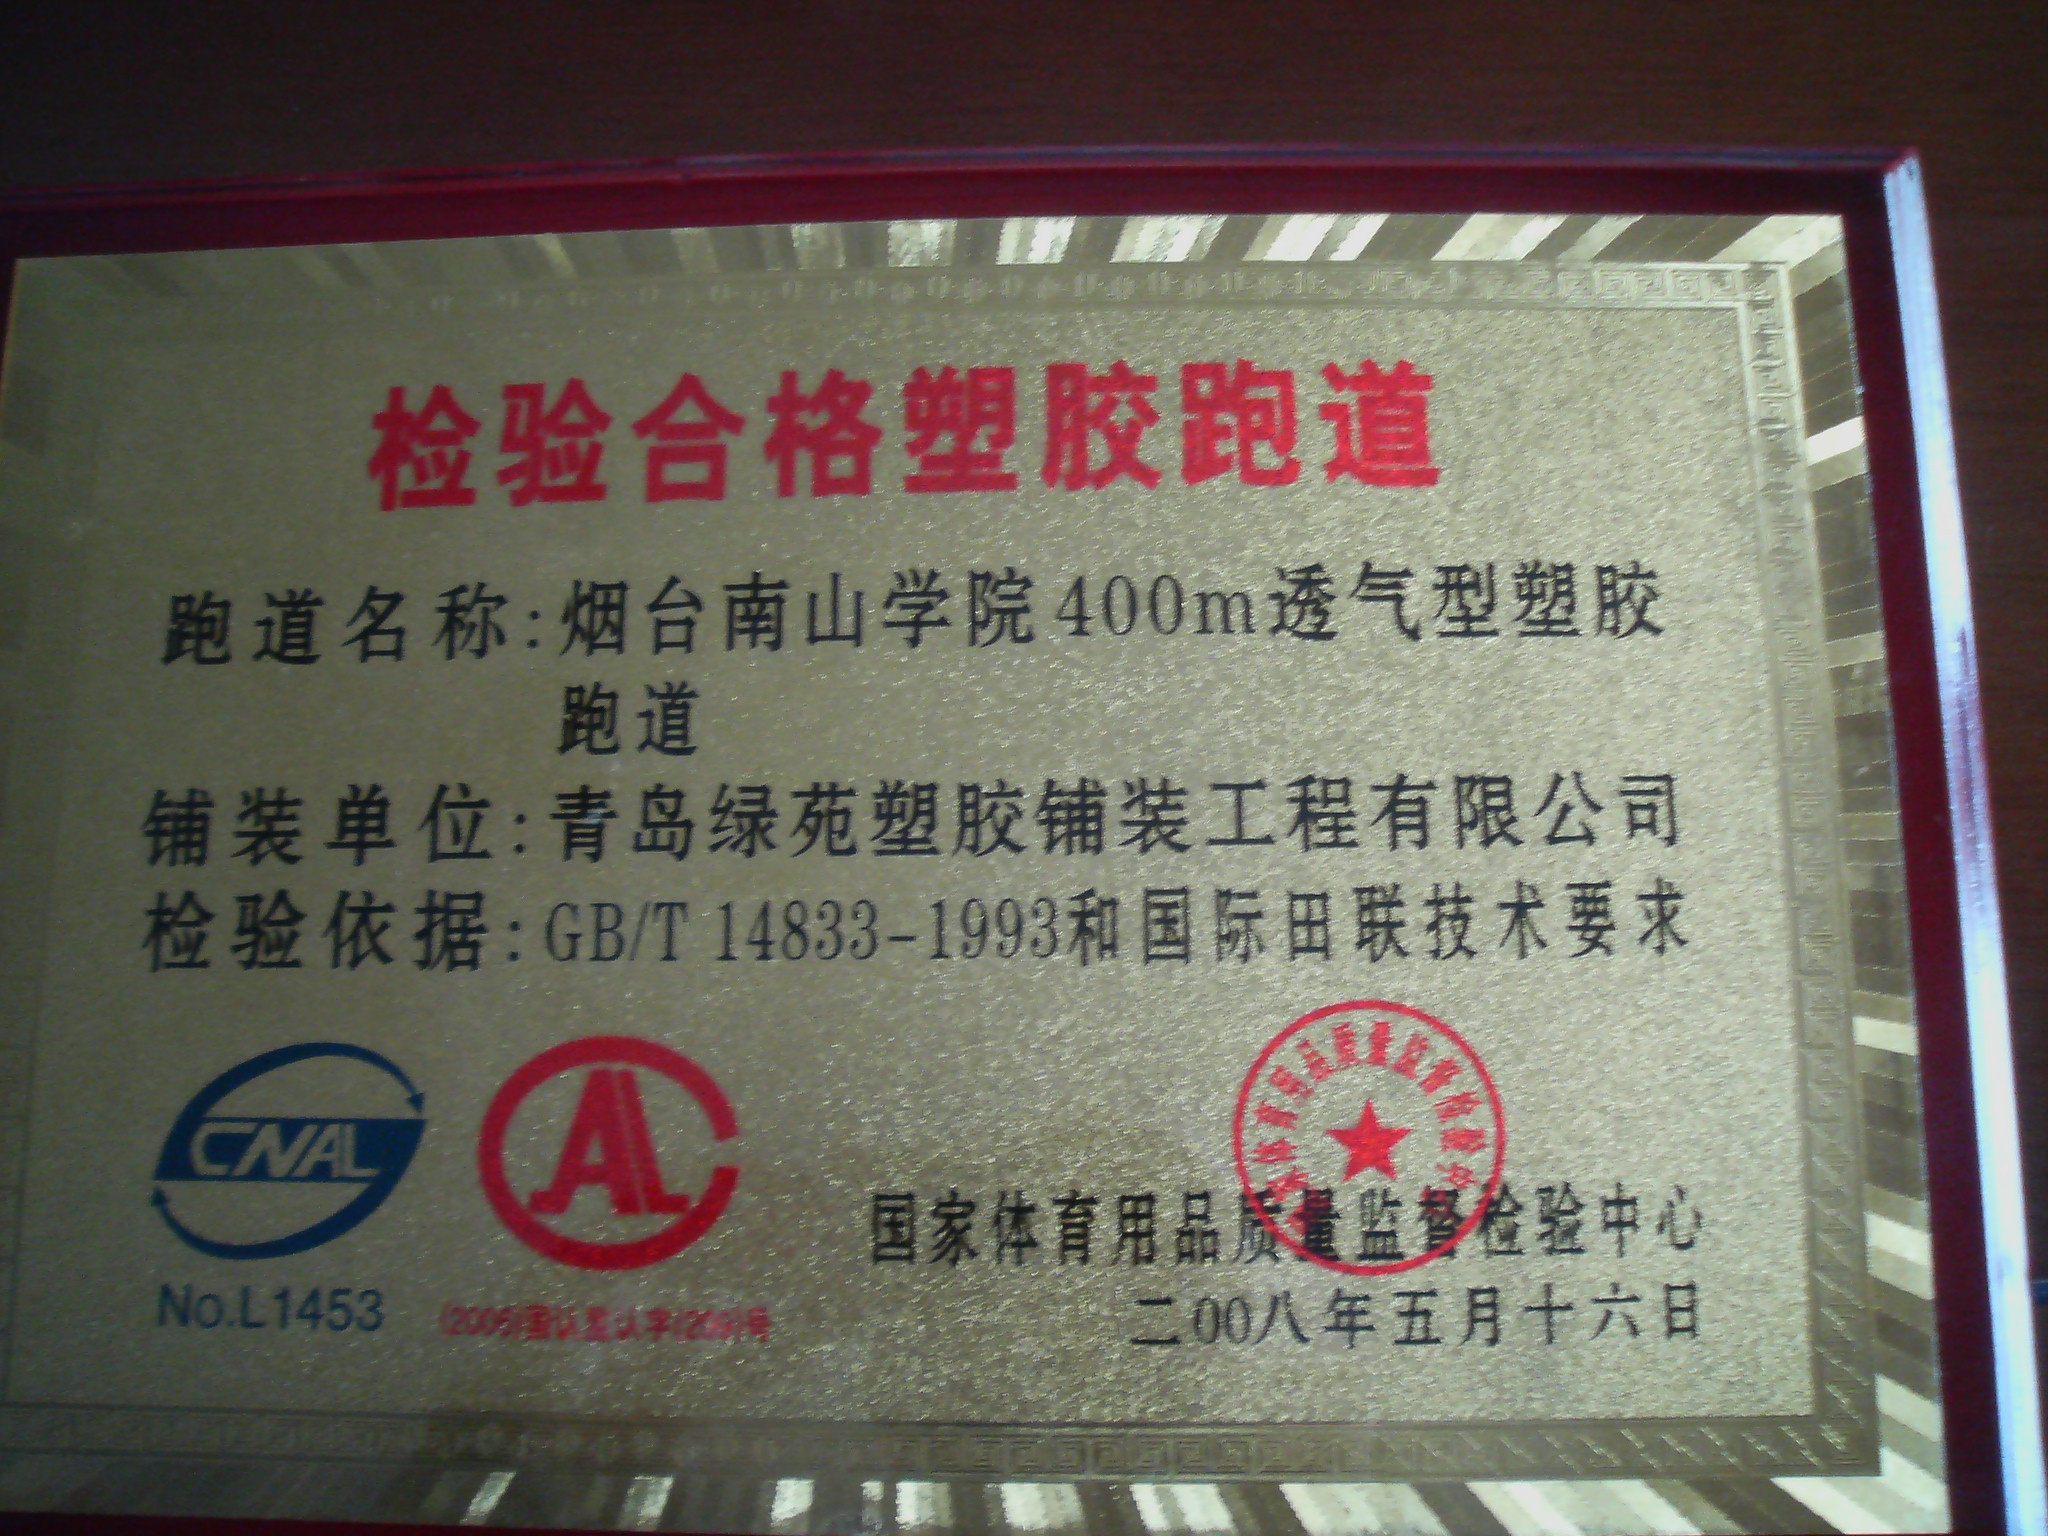 检验合格塑胶跑道
跑道名称:烟台南山学院400m透气型塑胶
跑道
铺装单位:青岛绿苑塑胶铺装工程有限公司
检验依据:GB/T 14833-1993和国际田联技术要求
CNAL
No.L1453
AL
国家体育用品质量监督检验中心
二00八年五月十六日